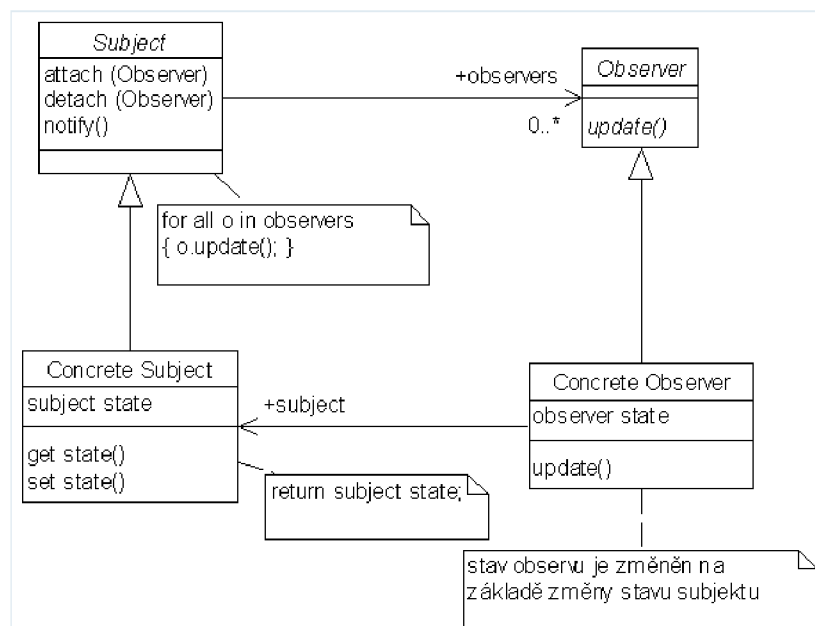 Subject
attach (Observer)
detach (Observer)
notify()
+observers
0..*
Observer
update()
for all o in observers
{ o.update(); }
Concrete Subject
subject state
get state()
set state()
+subject
return subject state;
Concrete Observer
observer state
update()
stav observu je změněn na
základě změny stavu subjektu